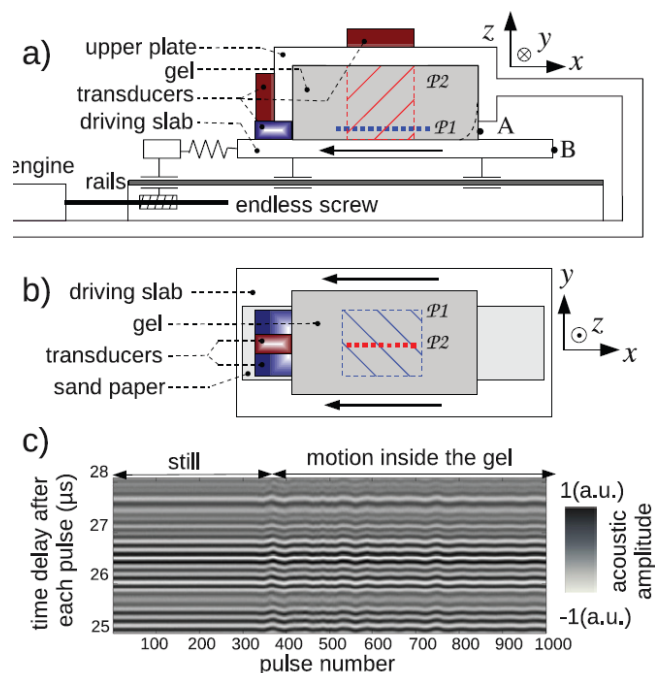 a)
z
y
x
upper plate
gel
transducers
driving slab
P2
P1
A
B
engine
rails
endless screw
b)
driving slab
gel
transducers
sand paper
P1
P2
y
z
x
c)
still
motion inside the gel
time delay after
each pulse (µs)
28
27
26
25
100 200 300 400 500 600 700 800 900 1000
pulse number
1(a.u.)
-1(a.u.)
acoustic
amplitude